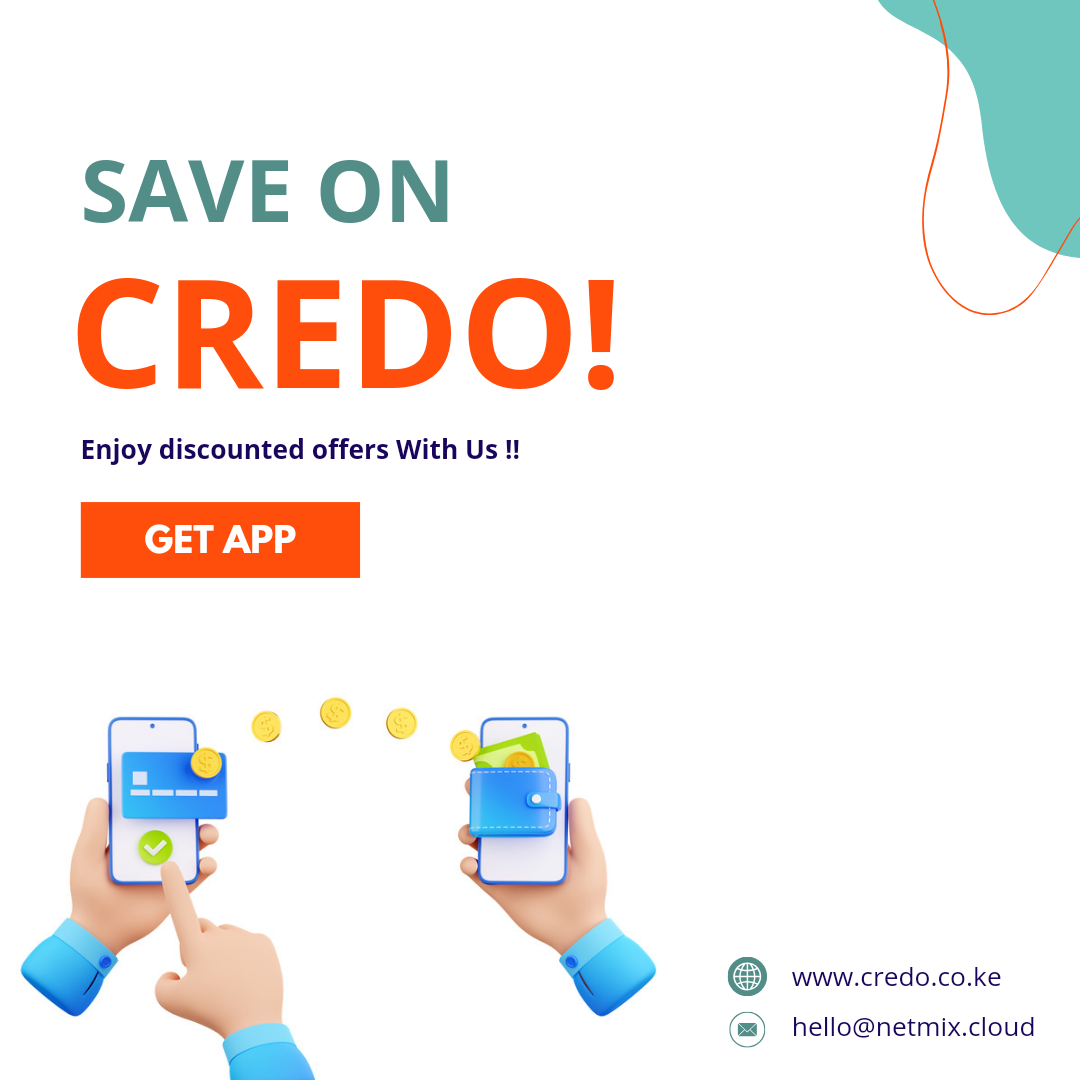 SAVE ON
CREDO!
Enjoy discounted offers With Us !!
GET APP
www.credo.co.ke
hello@netmix.cloud